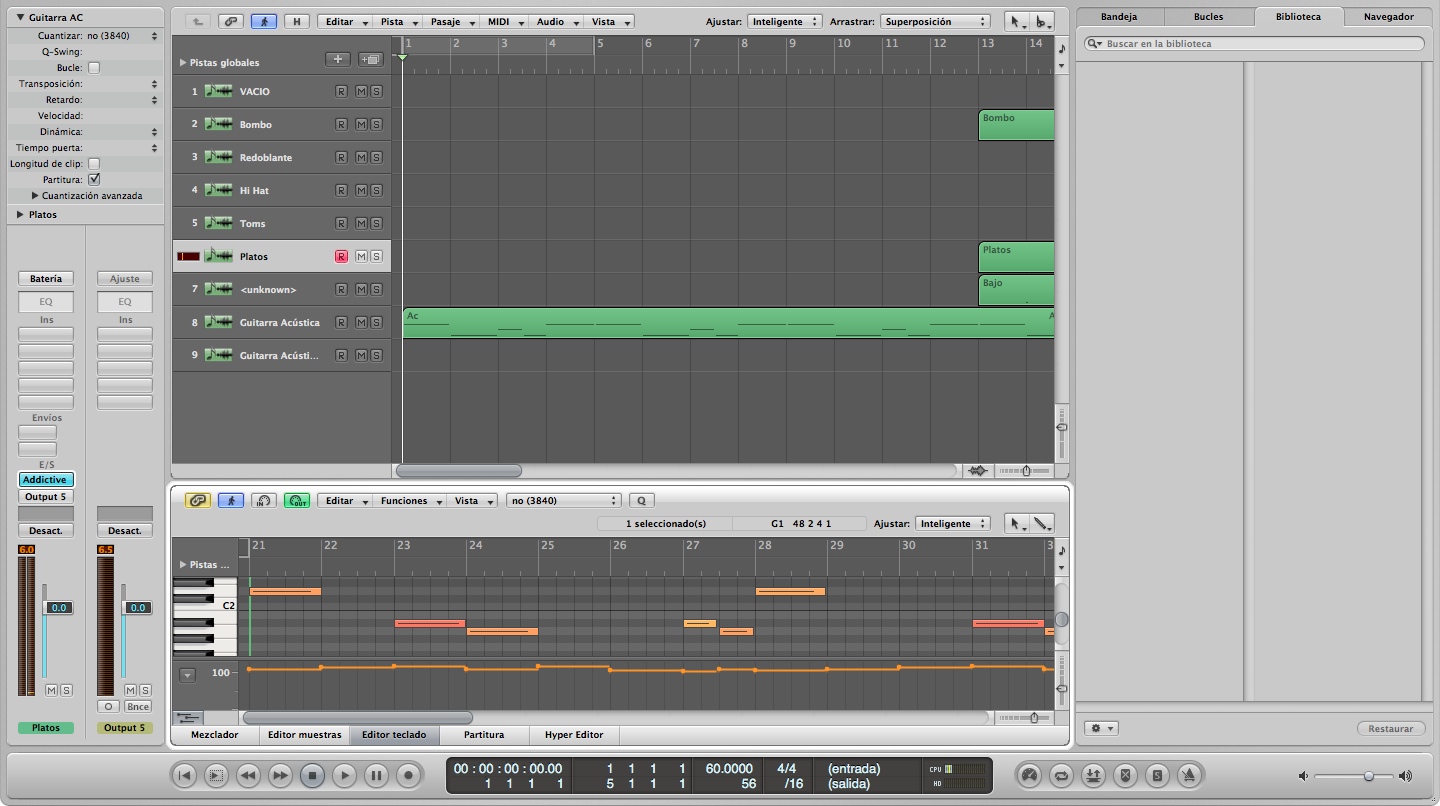 Guitarra AC
Cuantizar: no (3840)
Q-Swing:
Bucle:
Transposición:
Retardo:
Velocidad:
Dinámica:
Tiempo puerta:
Longitud de clip:
Partitura:
Cuantización avanzada
Platos
Batería
Ajuste
EQ
EQ
Ins
Ins
Envíos
E/S
Addictive
Output 5
Desact.
Desact.
6.0
6.5
0.0
0.0
M S
M S
O Bnce
Platos
Output 5
H
Editar Pista Pasaje MIDI Audio Vista
Ajustar: Inteligente
Arrastrar: Superposición
1 2 3 4 5 6 7 8 9 10 11 12 13 14
Pistas globales
1 VACIO R M S
2 Bombo R M S
Bombo
3 Redoblante R M S
4 Hi Hat R M S
5 Toms R M S
Platos R M S
Platos
7 <unknown> R M S
Bajo
8 Guitarra Acústica R M S
Ac
A
9 Guitarra Acústi... R M S
IN
OUT
Editar Funciones Vista
no (3840)
Q
1 seleccionado(s)
G1 48 2 4 1
Ajustar: Inteligente
21 22 23 24 25 26 27 28 29 30 31 3
Pistas ...
C2
100
Mezclador Editor muestras Editor teclado Partitura Hyper Editor
00 : 00 : 00 : 00.00
1 1 1 1
1 1 1 1
5 1 1 1
60.0000
56
4/4
/16
(entrada)
(salida)
CPU
HD
S
Bandeja Bucles Biblioteca Navegador
Buscar en la biblioteca
Restaurar